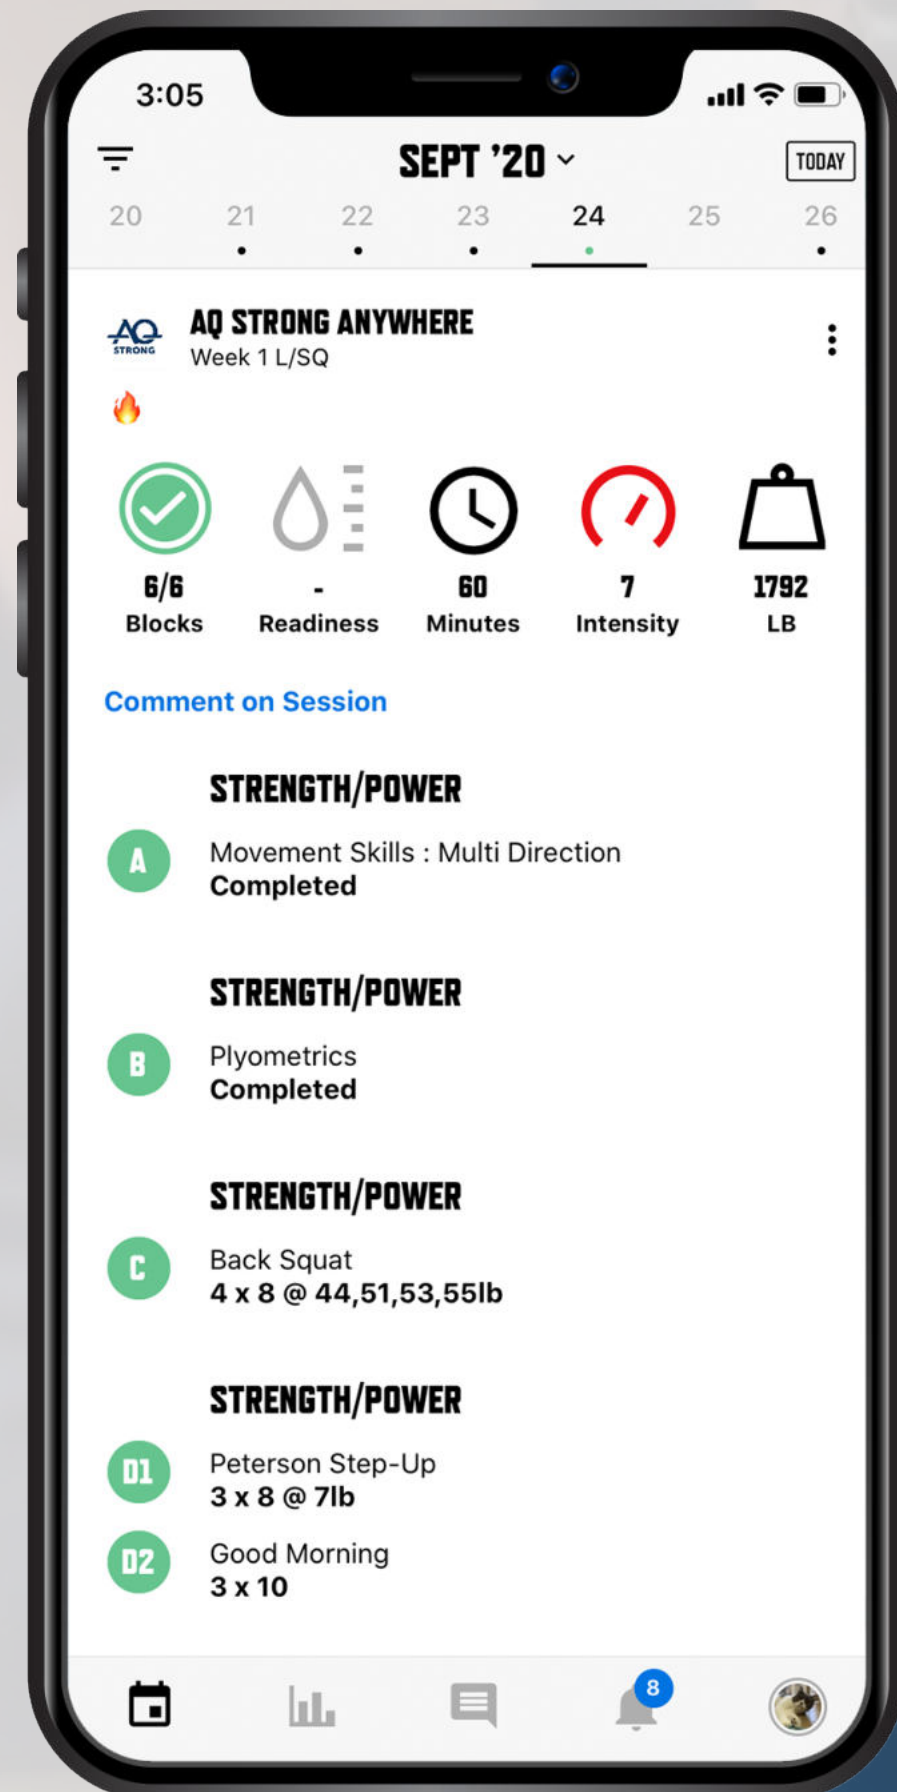 3:05
SEPT '20
TODAY
20 21 22 23 24 25 26
AQ STRONG
AQ STRONG ANYWHERE
Week 1 L/SQ
6/6 - 60 7 1792
Blocks Readiness Minutes Intensity LB
Comment on Session
STRENGTH/POWER
A
Movement Skills : Multi Direction
Completed
STRENGTH/POWER
B
Plyometrics
Completed
STRENGTH/POWER
C
Back Squat
4 x 8 @ 44,51,53,55lb
STRENGTH/POWER
D1
Peterson Step-Up
3 x 8 @ 7lb
D2
Good Morning
3 x 10
8